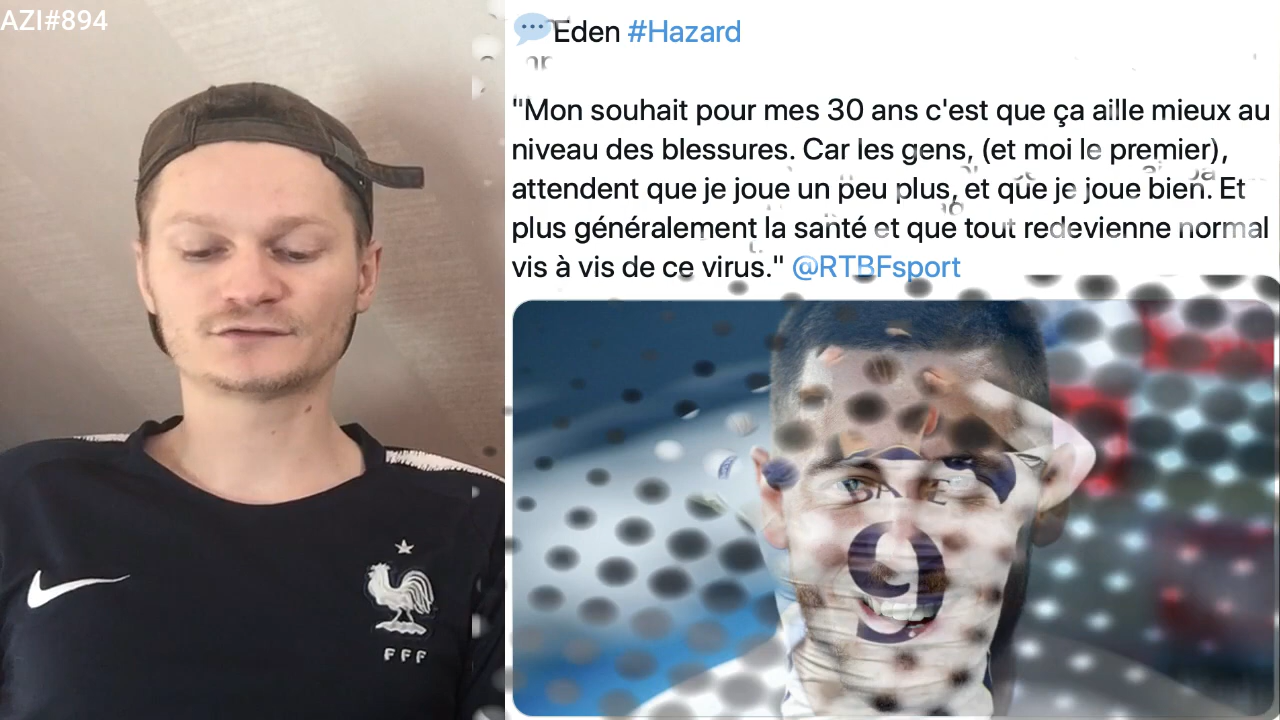 AZI#894
Eden #Hazard
"Mon souhait pour mes 30 ans c'est que ça aille mieux au
niveau des blessures. Car les gens, (et moi le premier),
attendent que je joue un peu plus, et que je joue bien. Et
plus généralement la santé et que tout redevienne normal
vis à vis de ce virus." @RTBFsport
9
FFF